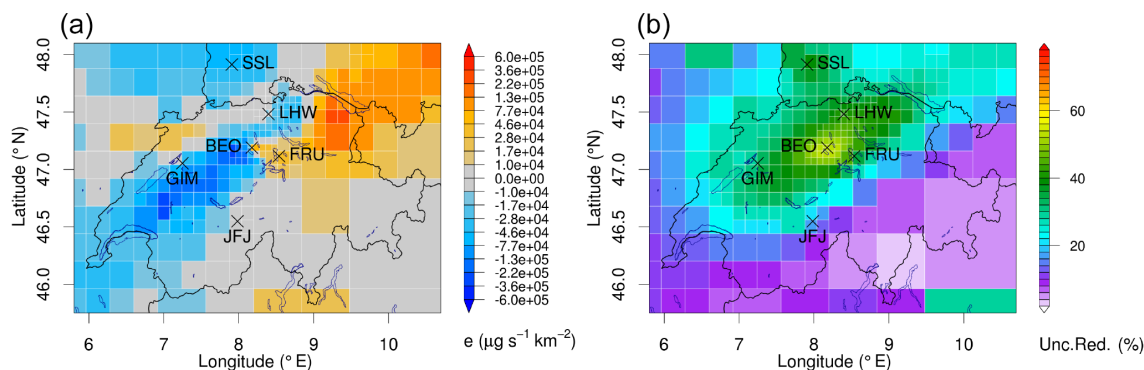 (a)
48.0
47.5
47.0
46.5
46.0
Latitude (° N)
SSL
LHW
BEO
FRU
GIM
JFJ
6 7 8 9 10
Longitude (° E)
6.0e+05
3.6e+05
2.2e+05
1.3e+05
7.7e+04
4.6e+04
2.8e+04
1.7e+04
1.0e+04
0.0e+00
-1.0e+04
-1.7e+04
-2.8e+04
-4.6e+04
-7.7e+04
-1.3e+05
-2.2e+05
-3.6e+05
-6.0e+05
e (μg s⁻¹ km⁻²)
(b)
48.0
47.5
47.0
46.5
46.0
Latitude (° N)
SSL
LHW
BEO
FRU
GIM
JFJ
6 7 8 9 10
Longitude (° E)
60
40
20
Unc.Red. (%)